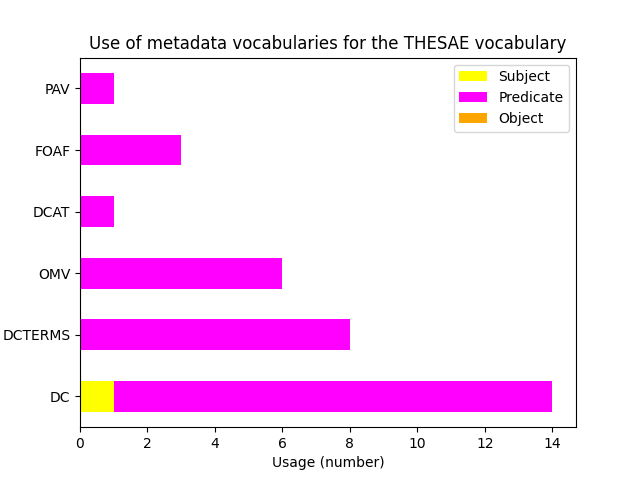 Use of metadata vocabularies for the THESAE vocabulary
Subject
Predicate
Object
PAV
FOAF
DCAT
OMV
DCTERMS
DC
0 2 4 6 8 10 12 14
Usage (number)